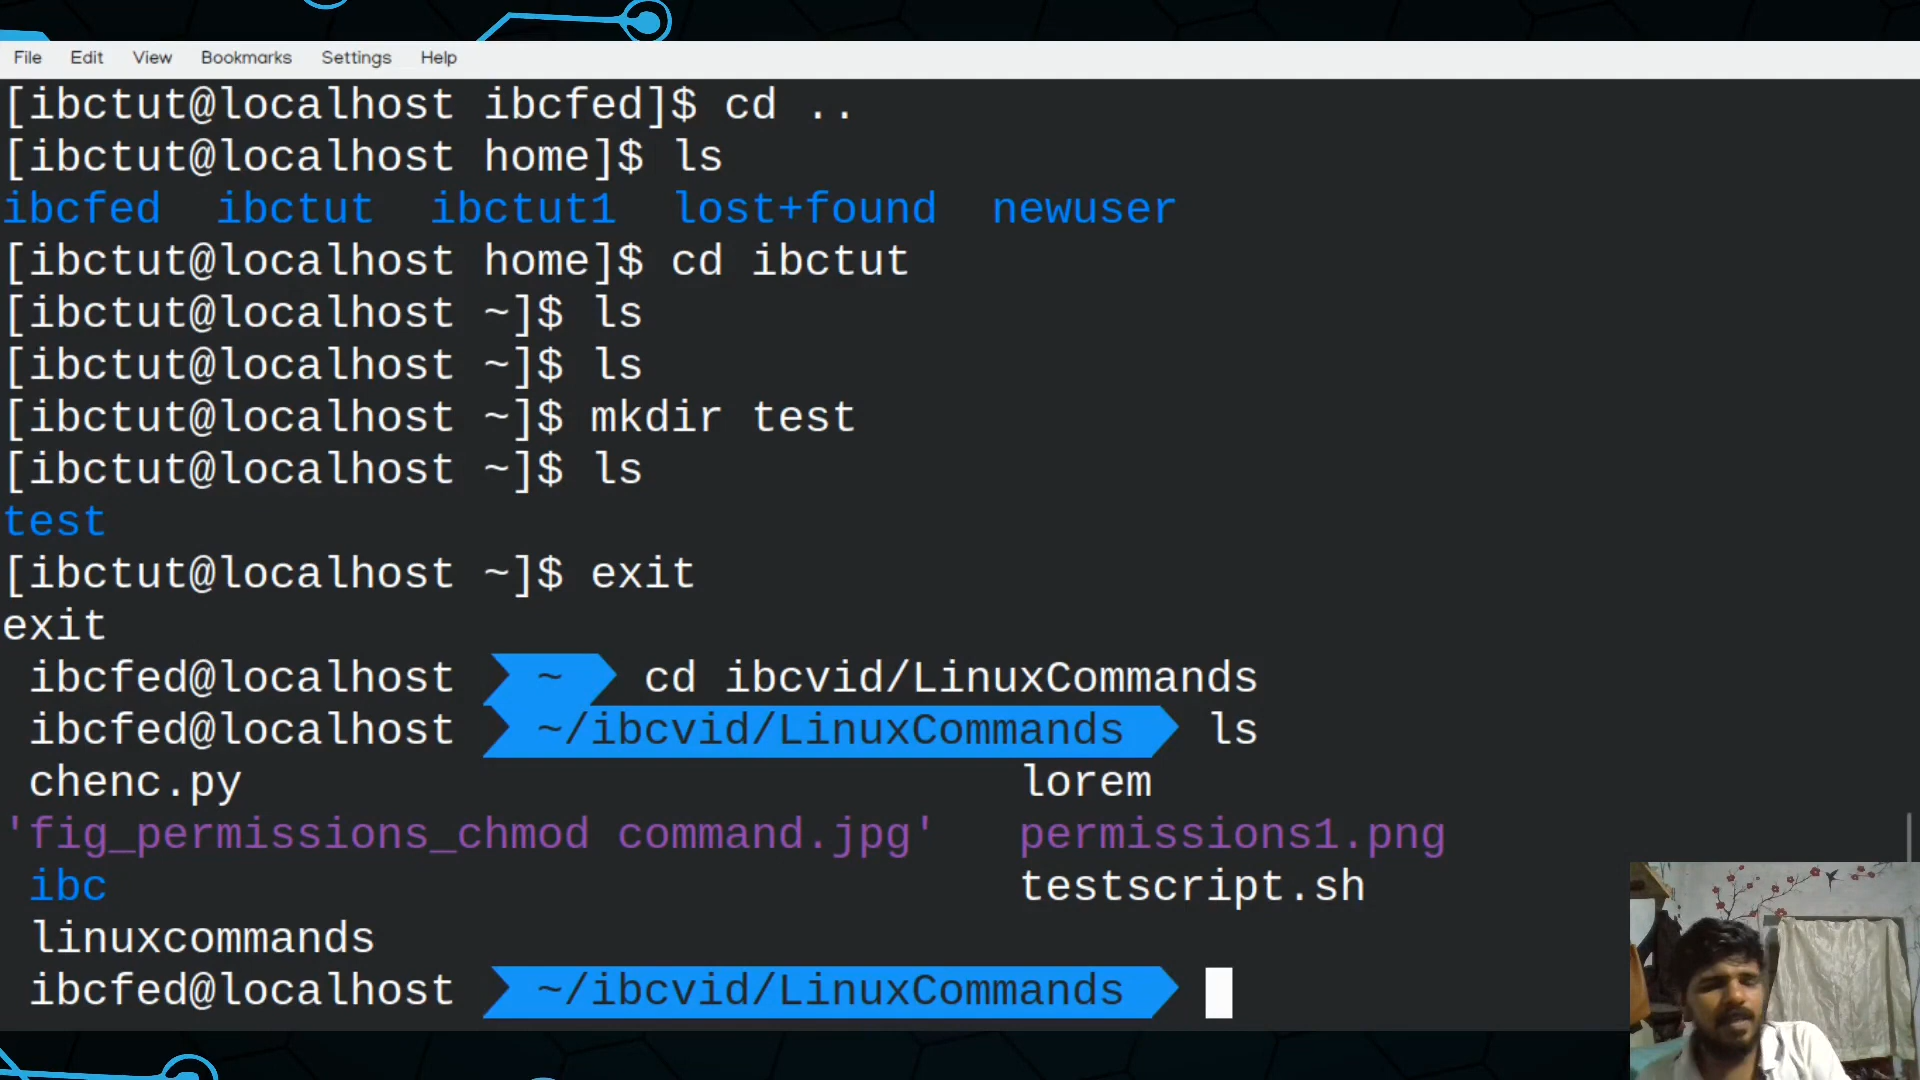 File Edit View Bookmarks Settings Help
[ibctut@localhost ibcfed]$ cd ..
[ibctut@localhost home]$ ls
ibcfed ibctut ibctut1 lost+found newuser
[ibctut@localhost home]$ cd ibctut
[ibctut@localhost ~]$ ls
[ibctut@localhost ~]$ ls
[ibctut@localhost ~]$ mkdir test
[ibctut@localhost ~]$ ls
test
[ibctut@localhost ~]$ exit
exit
ibcfed@localhost ~ cd ibcvid/LinuxCommands
ibcfed@localhost ~/ibcvid/LinuxCommands ls
chenc.py lorem
'fig_permissions_chmod command.jpg' permissions1.png
ibc testscript.sh
linuxcommands
ibcfed@localhost ~/ibcvid/LinuxCommands